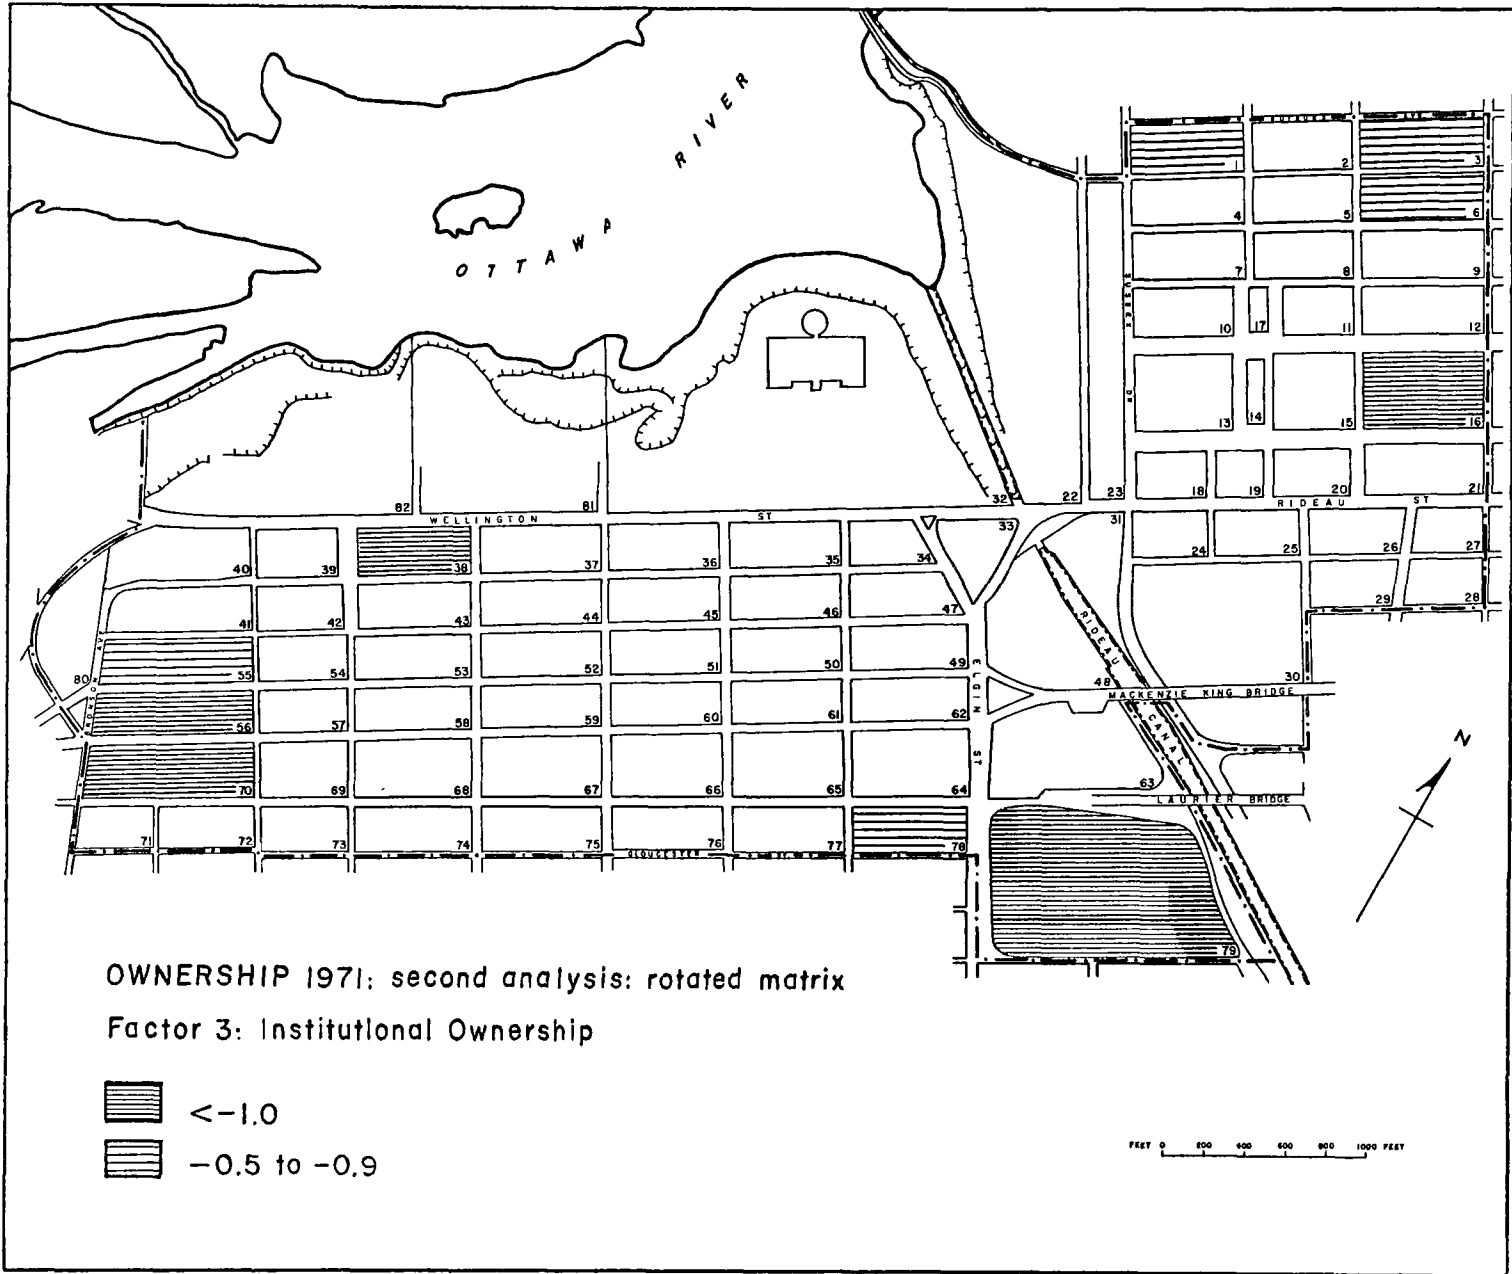 OTTAWA RIVER
1 2 3
4 5 6
7 8 9
10 17 11 12
13 14 15 16
18 19 20 21
RIDEAU ST
82 81 32 22 23
WELLINGTON ST
33 31
40 39 38 37 36 35 34 24 25 26 27
41 42 43 44 45 46 47 29 28
RIDEAU CANAL
80 55 54 53 52 51 50 49 48 30
ELGIN ST
MACKENZIE KING BRIDGE
56 57 58 59 60 61 62
N
70 69 68 67 66 65 64 63
LAURIER BRIDGE
71 72 73 74 75 76 77 78
GLOUCESTER ST
79
OWNERSHIP 1971: second analysis: rotated matrix
Factor 3: Institutional Ownership
<-1.0
-0.5 to -0.9
FEET 0 200 400 600 800 1000 FEET